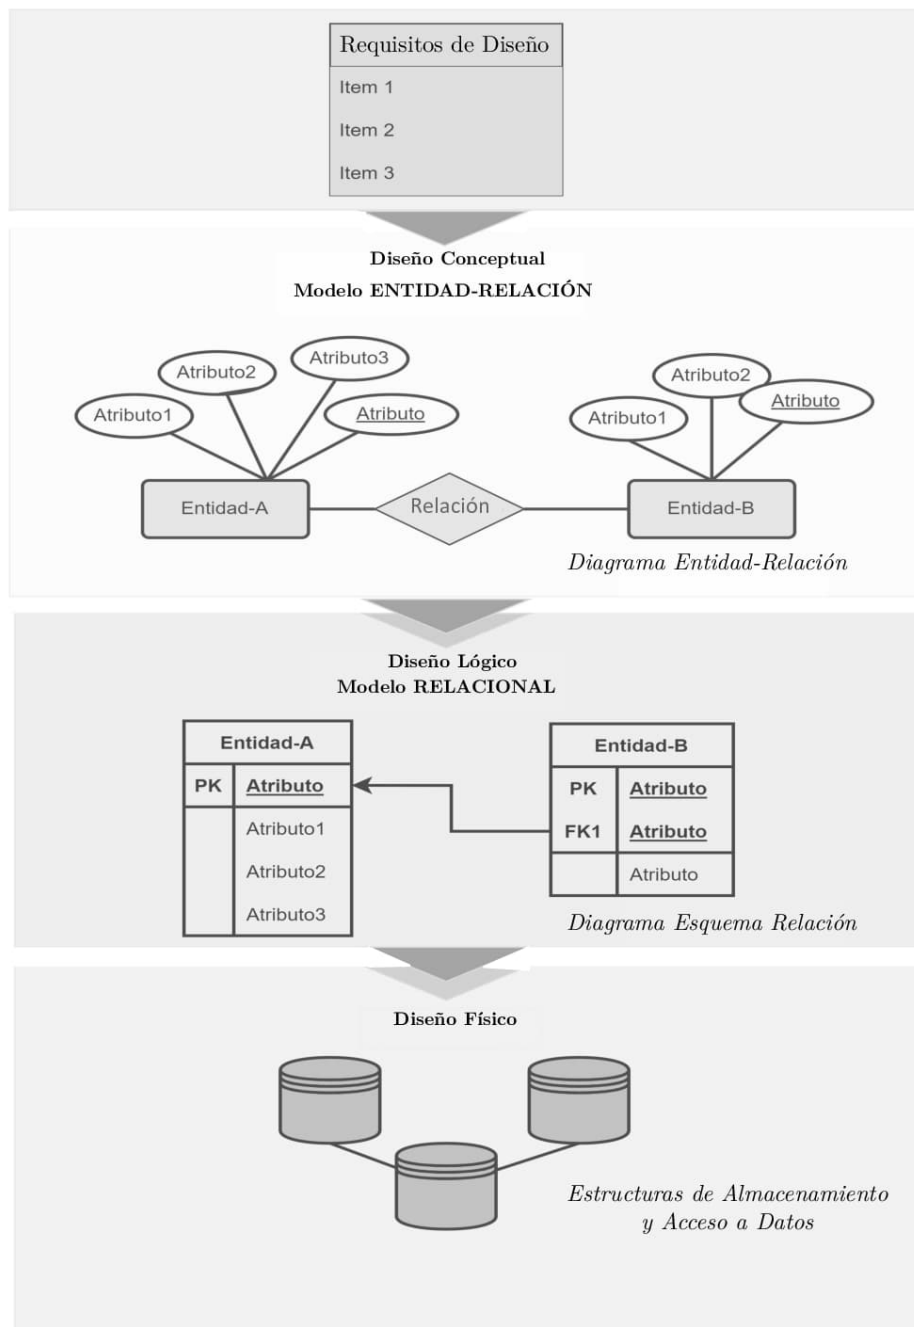 Requisitos de Diseño
Item 1
Item 2
Item 3
Diseño Conceptual
Modelo ENTIDAD-RELACIÓN
Atributo1
Atributo2
Atributo3
Atributo
Entidad-A
Relación
Atributo1
Atributo2
Atributo
Entidad-B
Diagrama Entidad-Relación
Diseño Lógico
Modelo RELACIONAL
Entidad-A
PK Atributo
Atributo1
Atributo2
Atributo3
Entidad-B
PK Atributo
FK1 Atributo
Atributo
Diagrama Esquema Relación
Diseño Físico
Estructuras de Almacenamiento
y Acceso a Datos